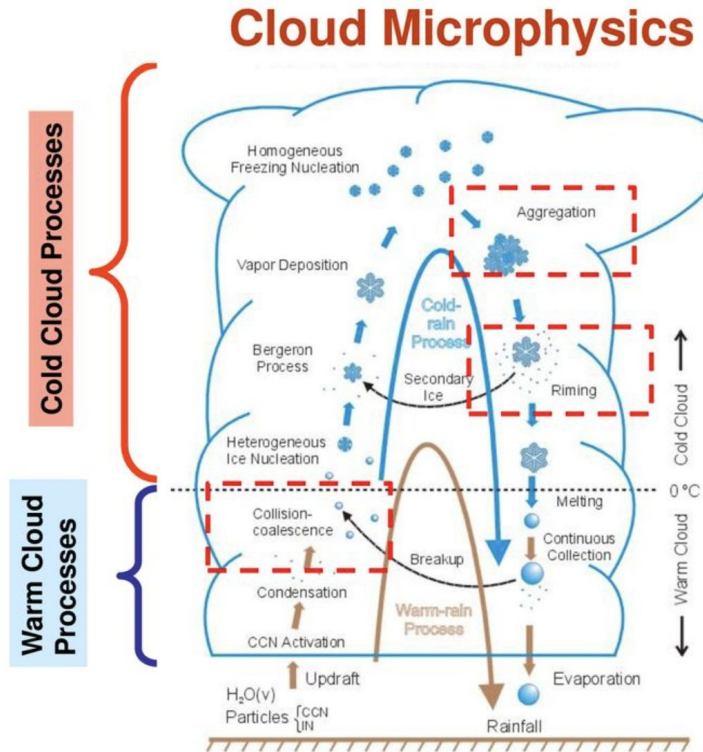 Cloud Microphysics
Cold Cloud Processes
Warm Cloud
Processes
Homogeneous
Freezing Nucleation
Aggregation
Vapor Deposition
Cold-
rain
Process
Bergeron
Process
Secondary
Ice
Riming
Heterogeneous
Ice Nucleation
Cold Cloud
0 °C
Melting
Collision-
coalescence
Continuous
Collection
Breakup
Condensation
Warm Cloud
Warm-rain
Process
CCN Activation
Updraft
Evaporation
H₂O(v)
Particles {CCN
IN
Rainfall